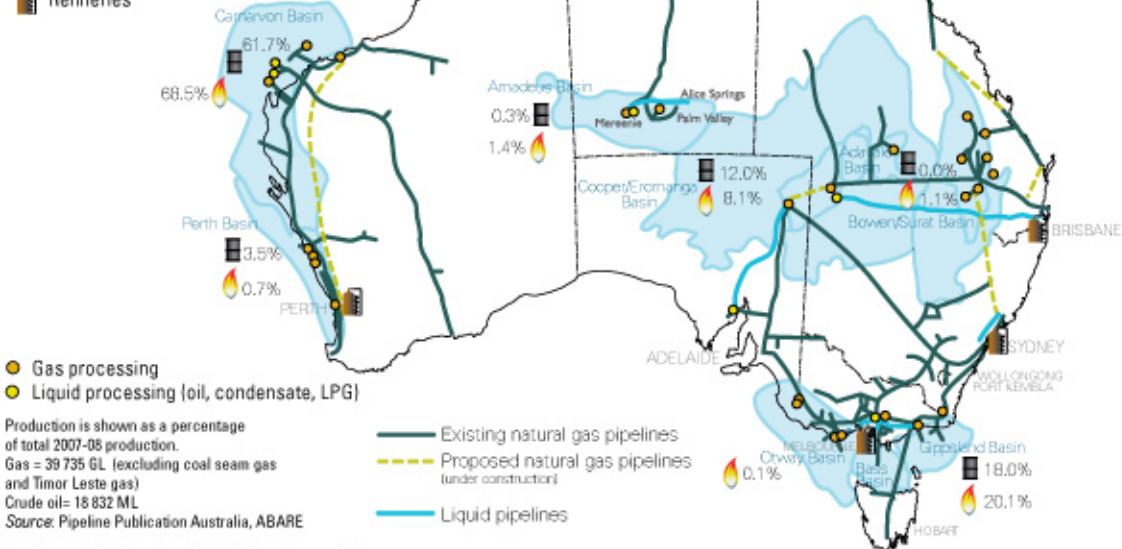 Refineries
Carnarvon Basin
61.7%
68.5%
Amadeus Basin
0.3%
1.4%
Alice Springs
Palm Valley
Mereenie
12.0%
8.1%
Cooper/Eromanga
Basin
Adavale
Basin
0.0%
1.1%
Bowen/Surat Basin
BRISBANE
Perth Basin
3.5%
0.7%
PERTH
ADELAIDE
SYDNEY
WOLLONGONG
PORT KEMBLA
MELBOURNE
Otway Basin
0.1%
Bass
Basin
Gippsland Basin
18.0%
20.1%
HOBART
Gas processing
Liquid processing (oil, condensate, LPG)
Production is shown as a percentage
of total 2007-08 production.
Gas = 39 735 GL (excluding coal seam gas
and Timor Leste gas)
Crude oil= 18 832 ML
Source: Pipeline Publication Australia, ABARE
Existing natural gas pipelines
Proposed natural gas pipelines
(under construction)
Liquid pipelines